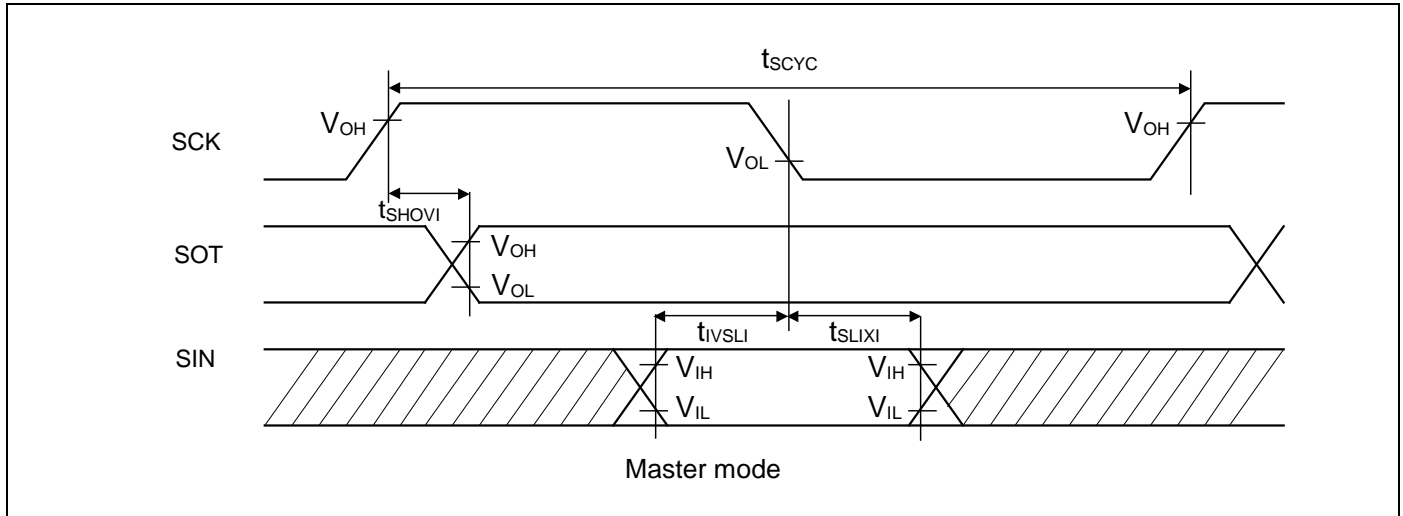 tSCYC
SCK
VOH
VOL
VOH
tSHOVI
SOT
VOH
VOL
tIVSLI
tSLIXI
SIN
VIH
VIH
VIL
VIL
Master mode